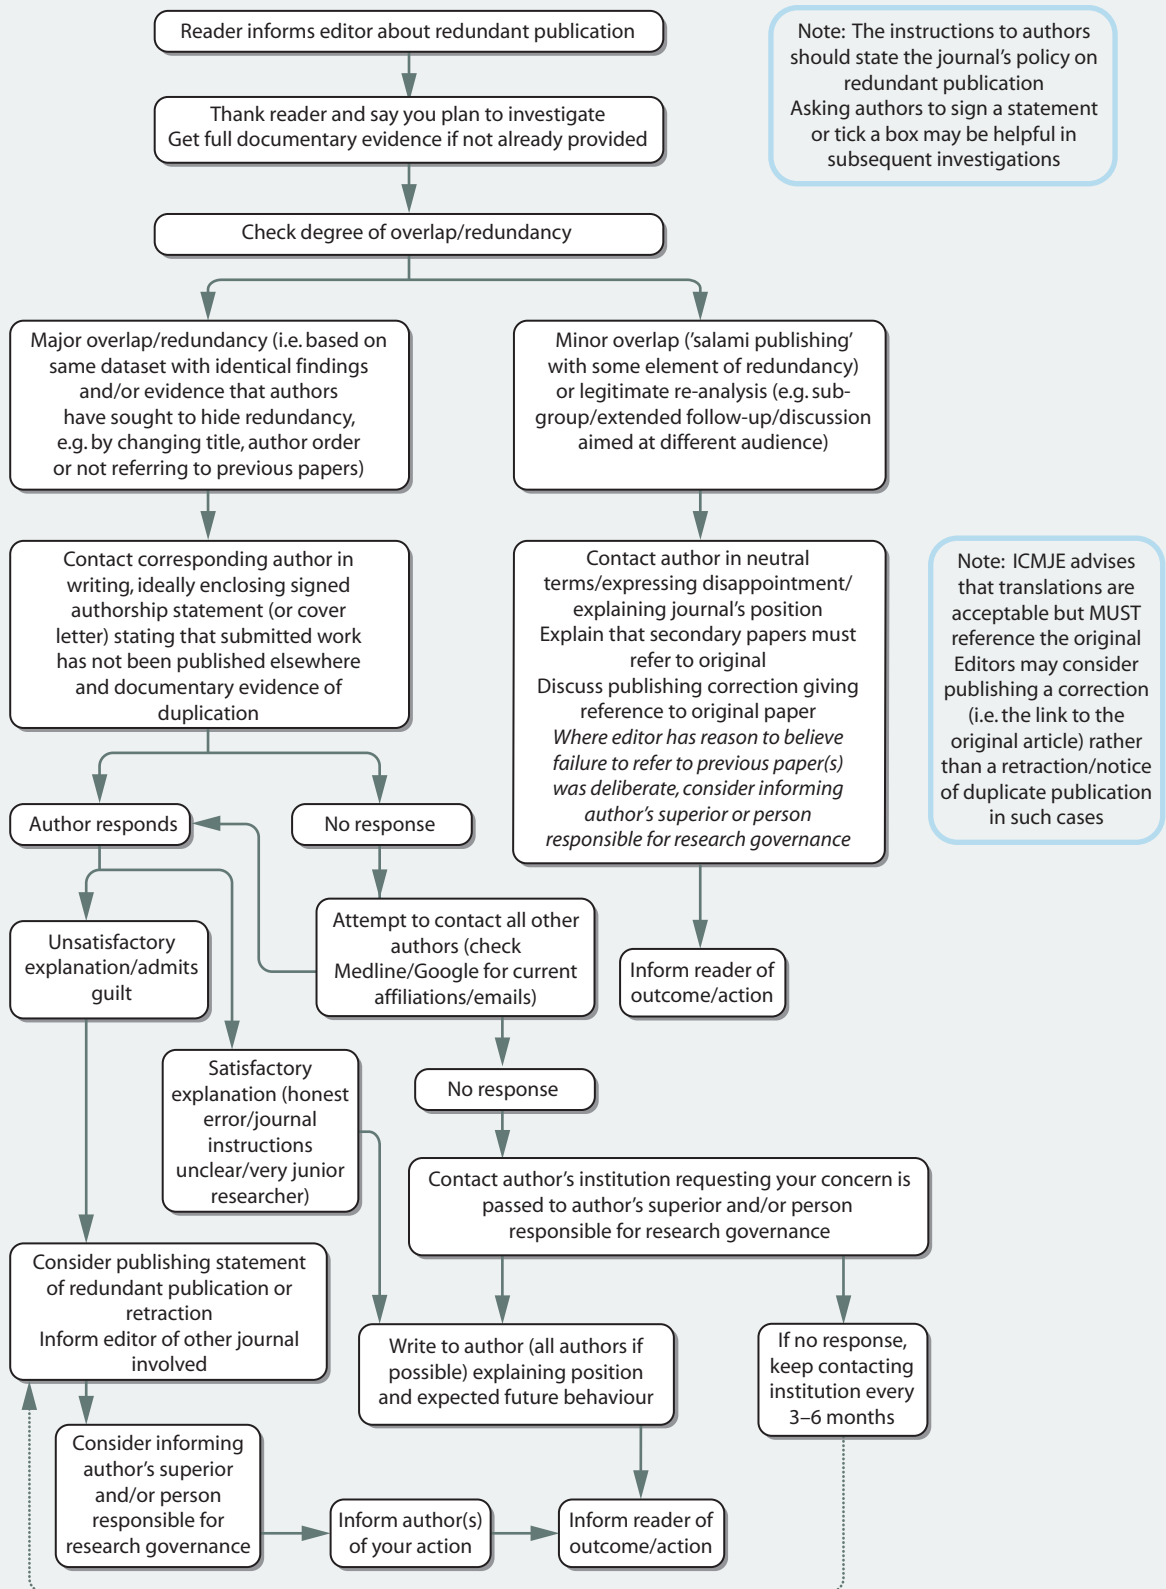 Reader informs editor about redundant publication
Note: The instructions to authors
should state the journal's policy on
redundant publication
Asking authors to sign a statement
or tick a box may be helpful in
subsequent investigations
Thank reader and say you plan to investigate
Get full documentary evidence if not already provided
Check degree of overlap/redundancy
Major overlap/redundancy (i.e. based on
same dataset with identical findings
and/or evidence that authors
have sought to hide redundancy,
e.g. by changing title, author order
or not referring to previous papers)
Minor overlap ('salami publishing'
with some element of redundancy)
or legitimate re-analysis (e.g. sub-
group/extended follow-up/discussion
aimed at different audience)
Contact corresponding author in
writing, ideally enclosing signed
authorship statement (or cover
letter) stating that submitted work
has not been published elsewhere
and documentary evidence of
duplication
Contact author in neutral
terms/expressing disappointment/
explaining journal's position
Explain that secondary papers must
refer to original
Discuss publishing correction giving
reference to original paper
Where editor has reason to believe
failure to refer to previous paper(s)
was deliberate, consider informing
author's superior or person
responsible for research governance
Note: ICMJE advises
that translations are
acceptable but MUST
reference the original
Editors may consider
publishing a correction
(i.e. the link to the
original article) rather
than a retraction/notice
of duplicate publication
in such cases
Author responds
No response
Unsatisfactory
explanation/admits
guilt
Attempt to contact all other
authors (check
Medline/Google for current
affiliations/emails)
Inform reader of
outcome/action
Satisfactory
explanation (honest
error/journal
instructions
unclear/very junior
researcher)
No response
Contact author's institution requesting your concern is
passed to author's superior and/or person
responsible for research governance
Consider publishing statement
of redundant publication or
retraction
Inform editor of other journal
involved
Write to author (all authors if
possible) explaining position
and expected future behaviour
If no response,
keep contacting
institution every
3–6 months
Consider informing
author's superior
and/or person
responsible for
research governance
Inform author(s)
of your action
Inform reader of
outcome/action